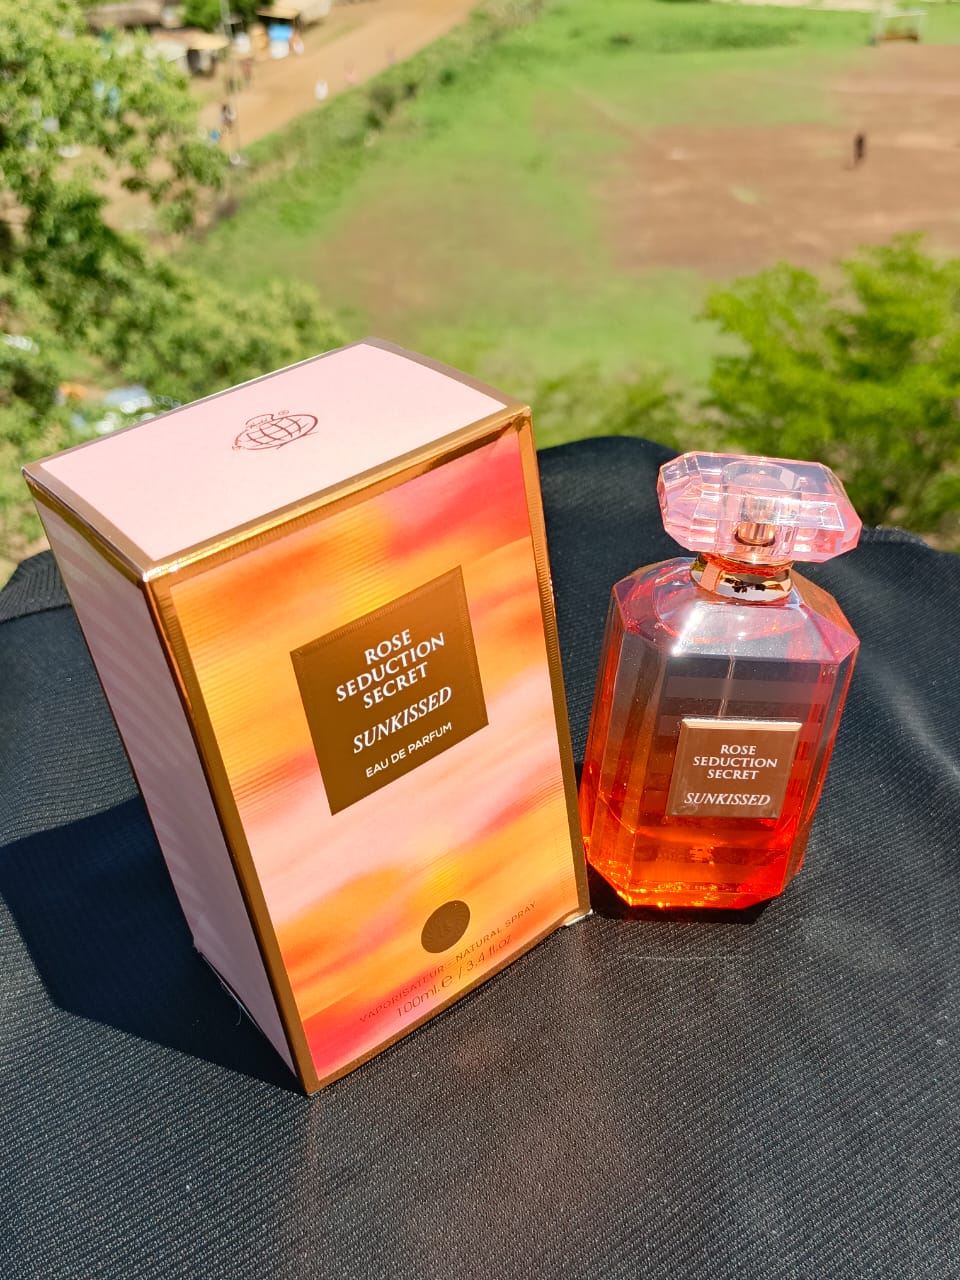 ROSE
SEDUCTION
SECRET
SUNKISSED
EAU DE PARFUM
VAPORISATEUR - NATURAL SPRAY
100ml.e / 3.4 fl.oz
ROSE
SEDUCTION
SECRET
SUNKISSED